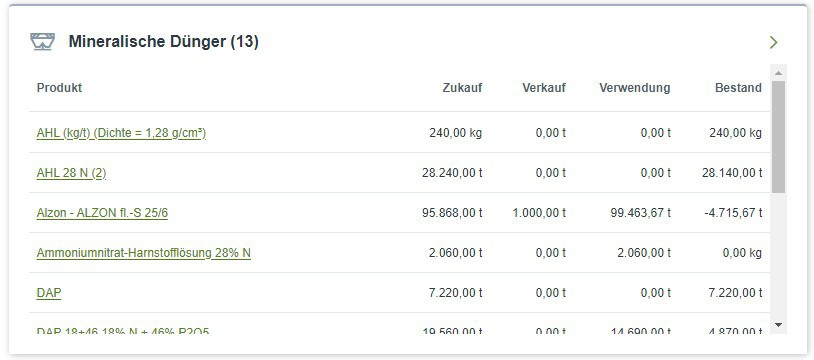 Mineralische Dünger (13)
Produkt Zukauf Verkauf Verwendung Bestand
AHL (kg/t) (Dichte = 1,28 g/cm³) 240,00 kg 0,00 t 0,00 t 240,00 kg
AHL 28 N (2) 28.240,00 t 0,00 t 0,00 t 28.140,00 t
Alzon - ALZON fl.-S 25/6 95.868,00 t 1.000,00 t 99.463,67 t -4.715,67 t
Ammoniumnitrat-Harnstofflösung 28% N 2.060,00 t 0,00 t 2.060,00 t 0,00 kg
DAP 7.220,00 t 0,00 t 0,00 t 7.220,00 t
DAP 18+46 18% N + 46% P2O5 19.560,00 t 0,00 t 14.690,00 t 4.870,00 t